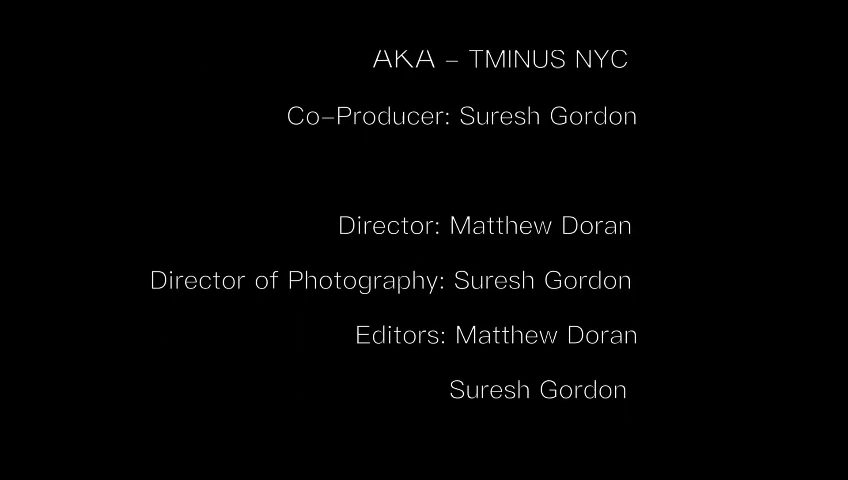 AKA – TMINUS NYC
Co–Producer: Suresh Gordon
Director: Matthew Doran
Director of Photography: Suresh Gordon
Editors: Matthew Doran
Suresh Gordon